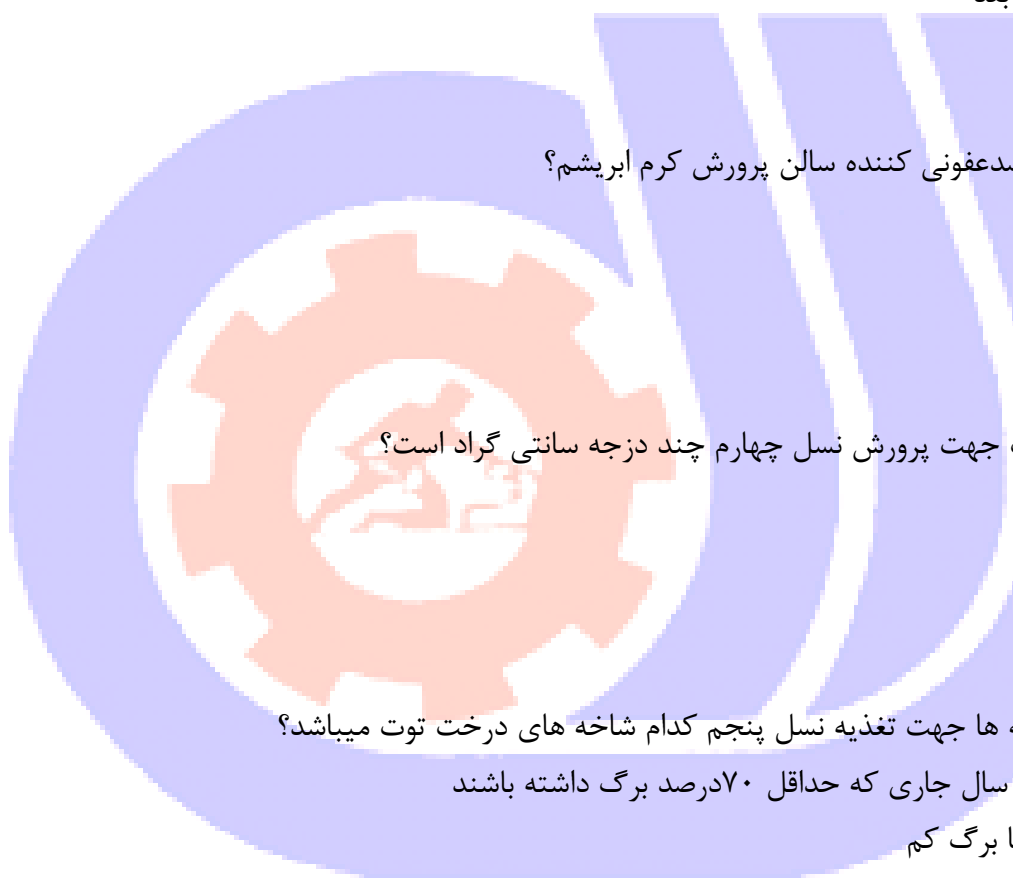 کننده سالن پرورش کرم ابریشم؟
جهت پرورش نسل چهارم چند دزجه سانتی گراد است؟
ها جهت تغذیه نسل پنجم کدام شاخه های درخت توت میباشد؟
سال جاری که حداقل ۷۰درصد برگ داشته باشند
برگ کم